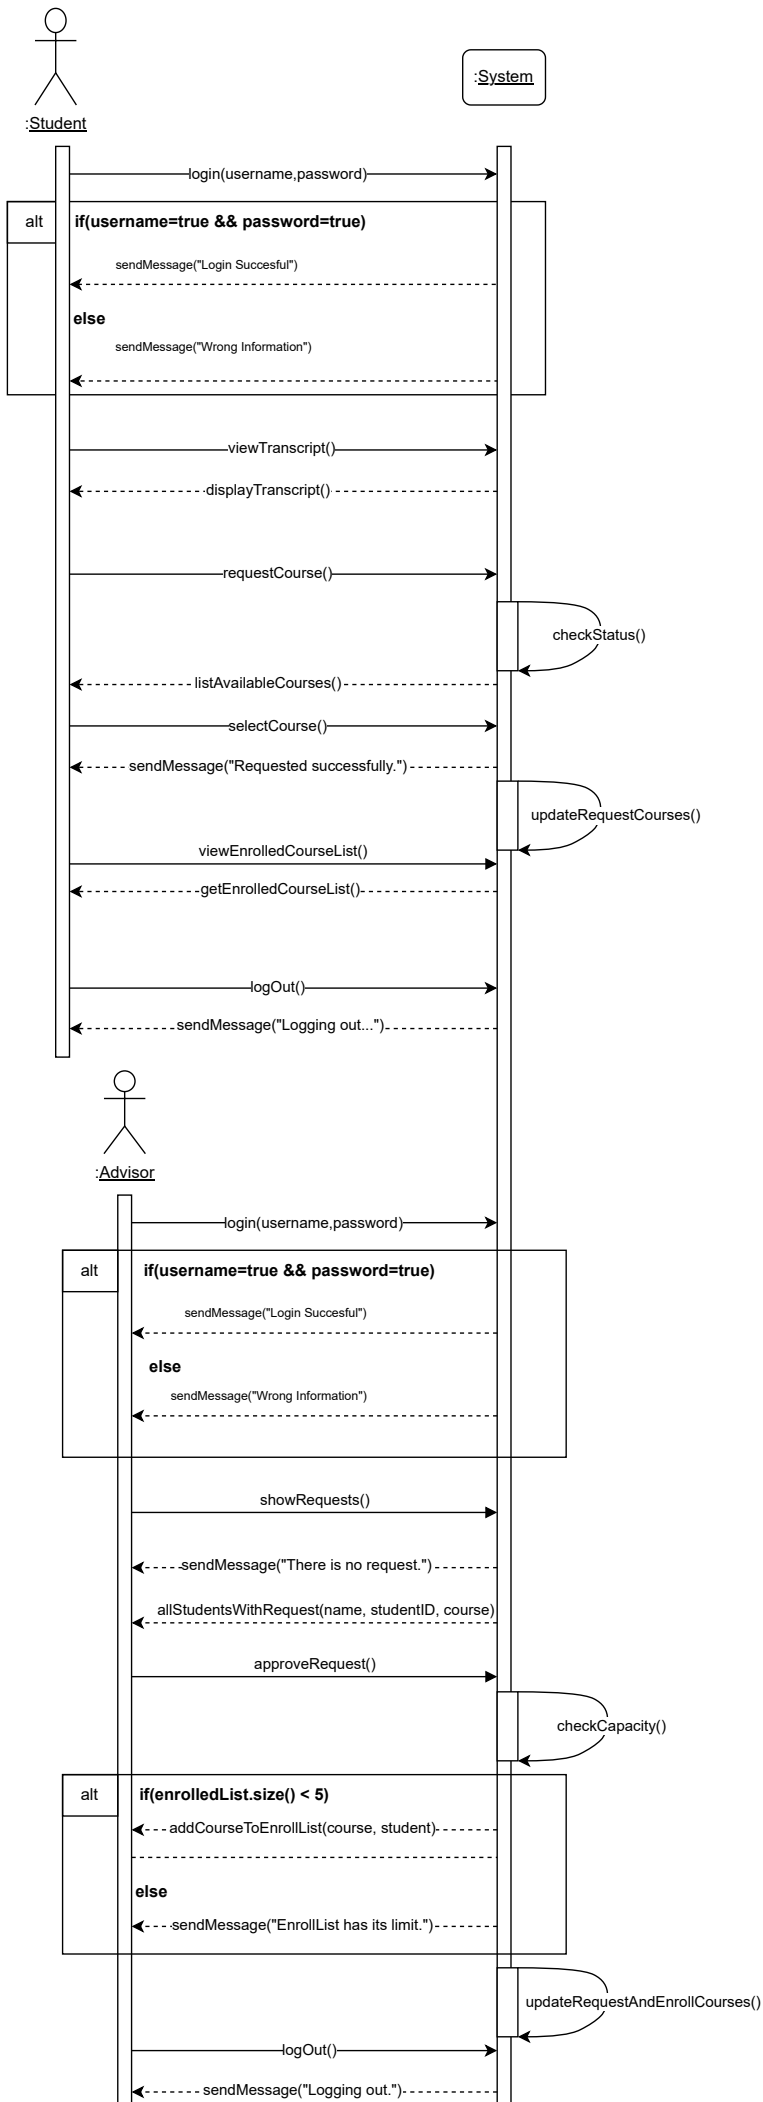 :Student
:System
login(username,password)
alt
if(username=true && password=true)
sendMessage("Login Succesful")
else
sendMessage("Wrong Information")
viewTranscript()
displayTranscript()
requestCourse()
checkStatus()
listAvailableCourses()
selectCourse()
sendMessage("Requested successfully.")
updateRequestCourses()
viewEnrolledCourseList()
getEnrolledCourseList()
logOut()
sendMessage("Logging out...")
:Advisor
login(username,password)
alt
if(username=true && password=true)
sendMessage("Login Succesful")
else
sendMessage("Wrong Information")
showRequests()
sendMessage("There is no request.")
allStudentsWithRequest(name, studentID, course)
approveRequest()
checkCapacity()
alt
if(enrolledList.size() < 5)
addCourseToEnrollList(course, student)
else
sendMessage("EnrollList has its limit.")
updateRequestAndEnrollCourses()
logOut()
sendMessage("Logging out.")